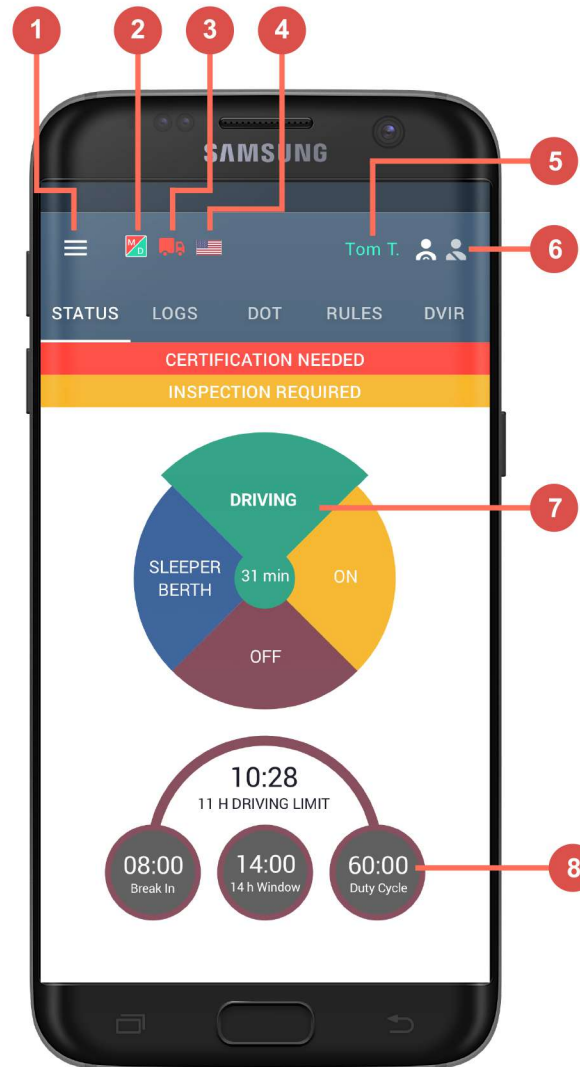 1 2 3 4
SAMSUNG
5
M/D
Tom T.
6
STATUS LOGS DOT RULES DVIR
CERTIFICATION NEEDED
INSPECTION REQUIRED
DRIVING
7
SLEEPER
BERTH
31 min
ON
OFF
10:28
11 H DRIVING LIMIT
08:00
Break In
14:00
14 h Window
60:00
Duty Cycle
8